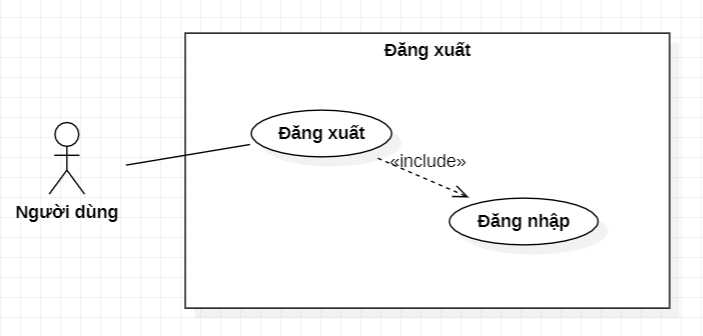 Đăng xuất
Đăng xuất
«include»
Người dùng
Đăng nhập